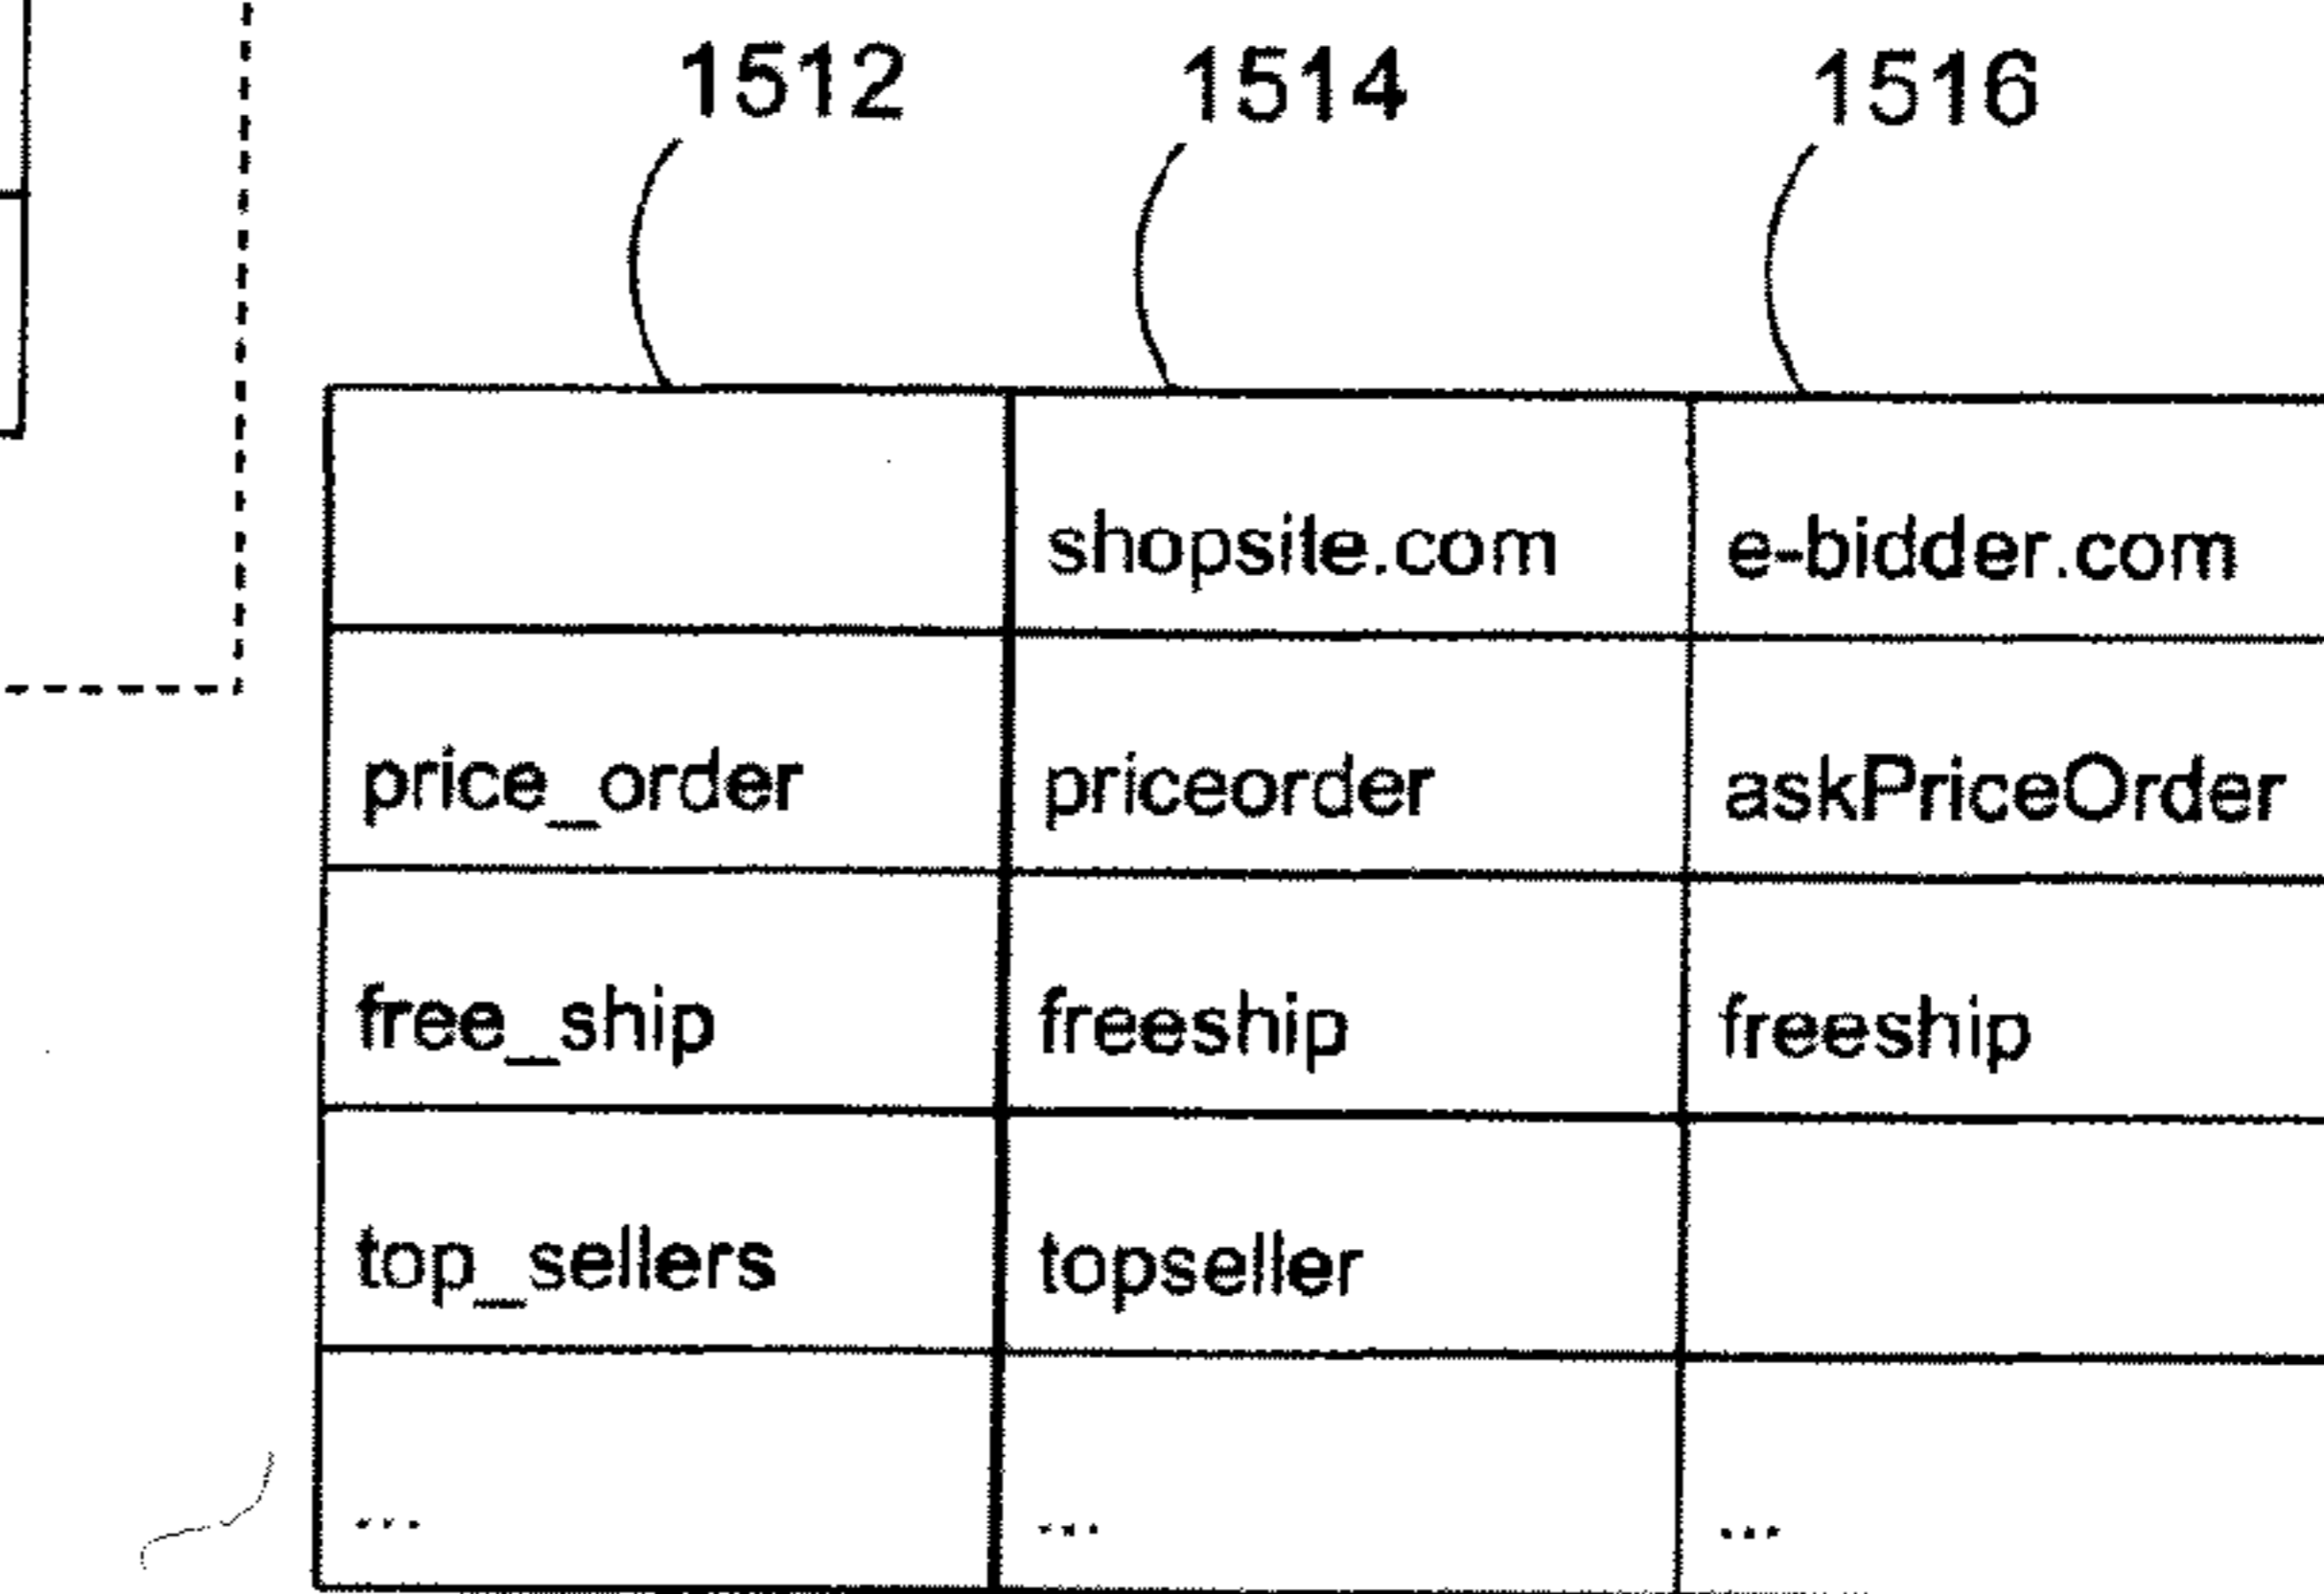 1512 1514 1516
shopsite.com e-bidder.com
price_order priceorder askPriceOrder
free_ship freeship freeship
top_sellers topseller
... ... ...